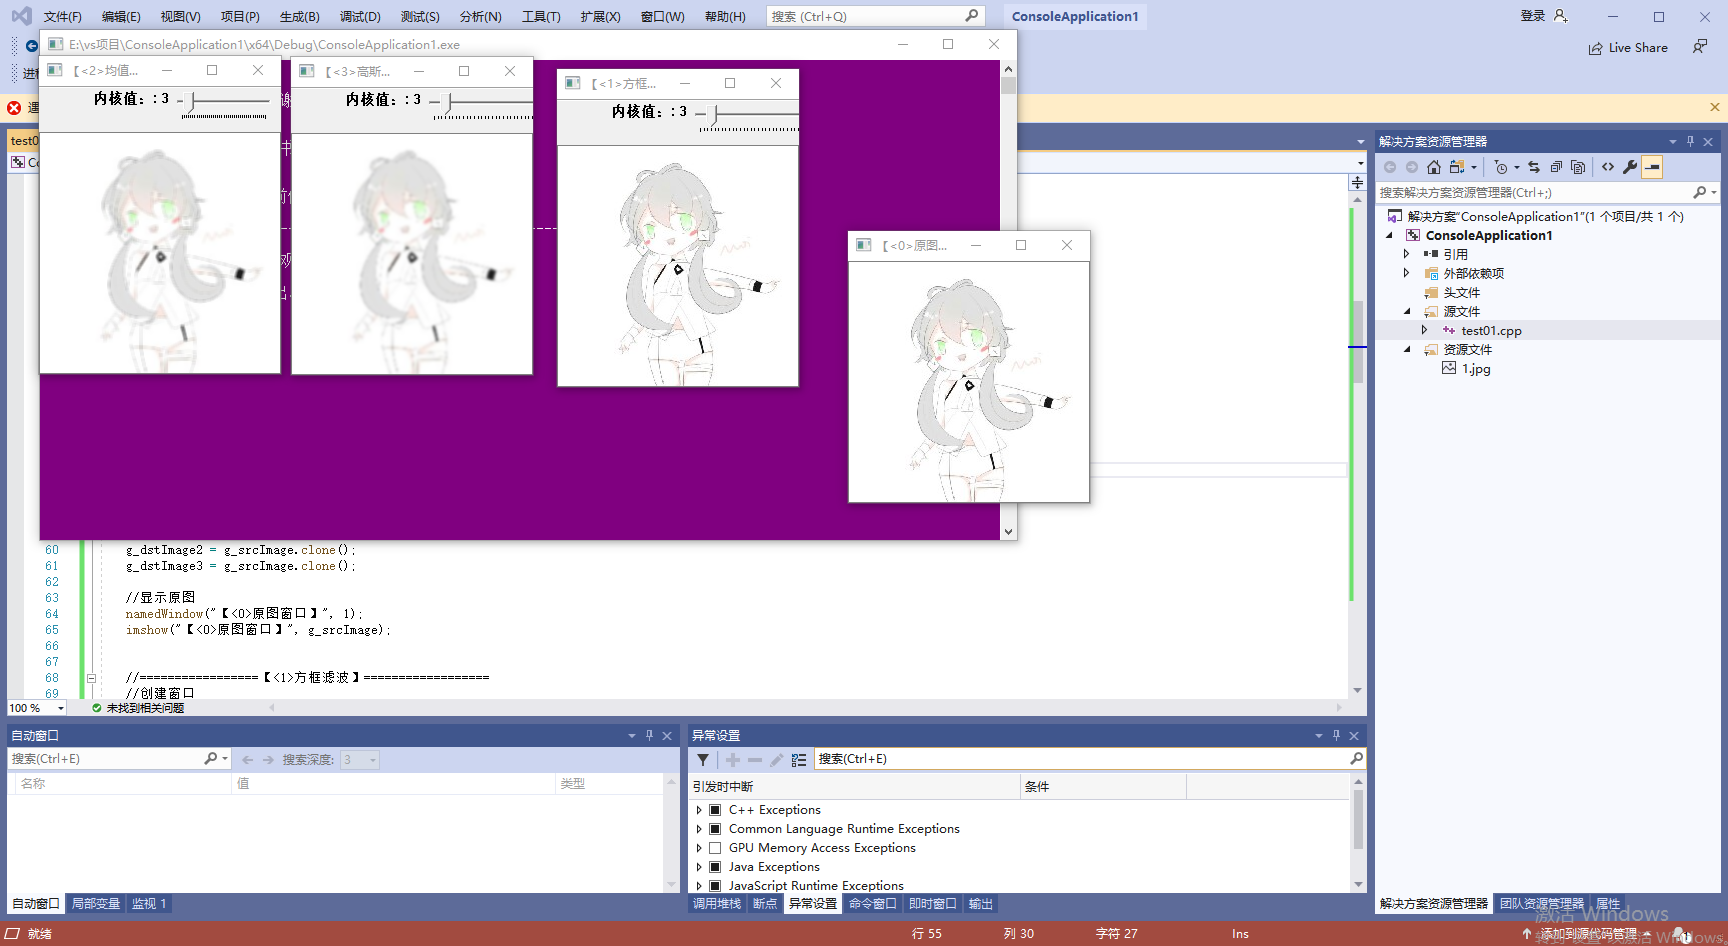 文件(F) 编辑(E) 视图(V) 项目(P) 生成(B) 调试(D) 测试(S) 分析(N) 工具(T) 扩展(X) 窗口(W) 帮助(H) 搜索 (Ctrl+Q) ConsoleApplication1 登录
E:\vs项目\ConsoleApplication1\x64\Debug\ConsoleApplication1.exe
Live Share
【<2>均值...
【<3>高斯...
【<1>方框...
内核值: : 3
内核值: : 3
内核值: : 3
test0
【<0>原图...
60 g_dstImage2 = g_srcImage.clone();
61 g_dstImage3 = g_srcImage.clone();
62
63 //显示原图
64 namedWindow("【<0>原图窗口】", 1);
65 imshow("【<0>原图窗口】", g_srcImage);
66
67
68 //=================【<1>方框滤波】==================
69 //创建窗口
100 % 未找到相关问题
解决方案资源管理器
搜索解决方案资源管理器(Ctrl+;)
解决方案"ConsoleApplication1"(1 个项目/共 1 个)
ConsoleApplication1
引用
外部依赖项
头文件
源文件
test01.cpp
资源文件
1.jpg
自动窗口
搜索(Ctrl+E) 搜索深度: 3
名称 值 类型
自动窗口 局部变量 监视 1
异常设置
搜索(Ctrl+E)
引发时中断 条件
C++ Exceptions
Common Language Runtime Exceptions
GPU Memory Access Exceptions
Java Exceptions
JavaScript Runtime Exceptions
调用堆栈 断点 异常设置 命令窗口 即时窗口 输出
解决方案资源管理器 团队资源管理器 属性
激活 Windows
就绪 行 55 列 30 字符 27 Ins 添加到源代码管理 1